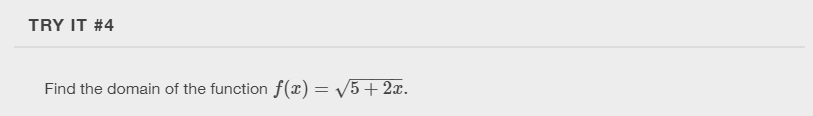 TRY IT #4
Find the domain of the function f(x) = √5 + 2x.